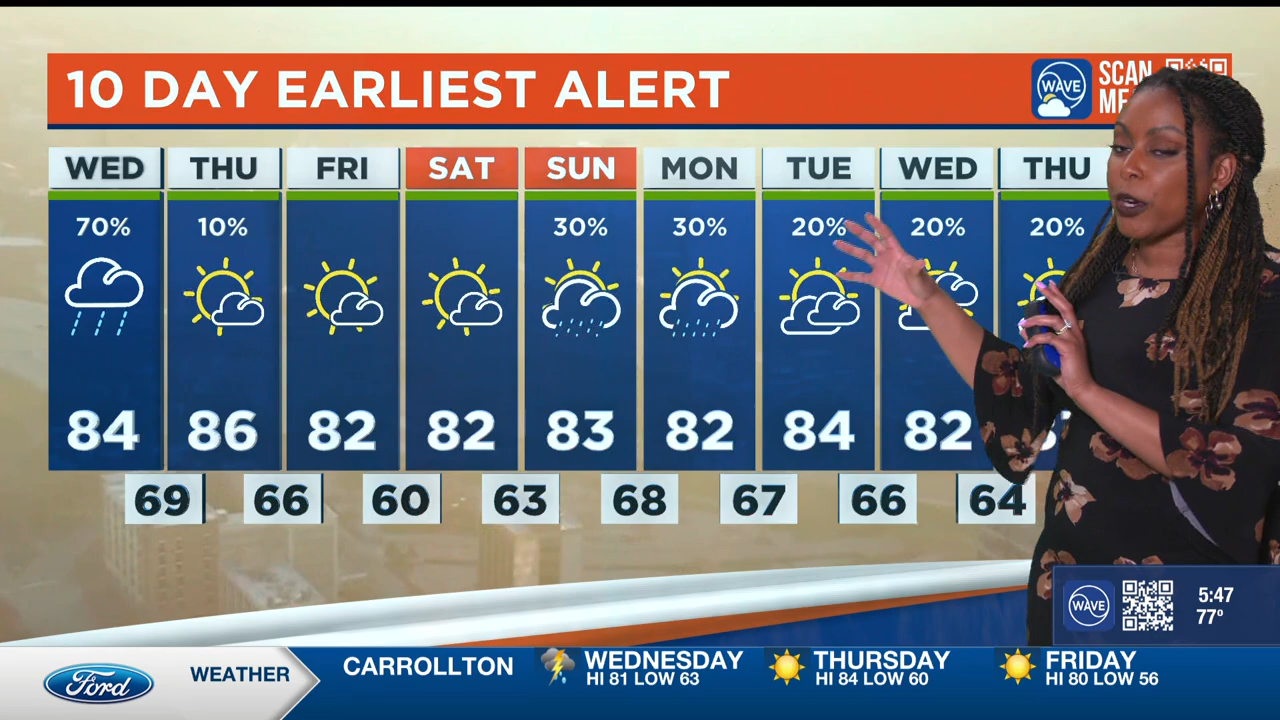 10 DAY EARLIEST ALERT
WAVE
SCAN
WED THU FRI SAT SUN MON TUE WED THU
70% 10% 30% 30% 20% 20% 20%
84 86 82 82 83 82 84 82
69 66 60 63 68 67 66 64
WAVE
5:47
77°
Ford
WEATHER
CARROLLTON
WEDNESDAY
HI 81 LOW 63
THURSDAY
HI 84 LOW 60
FRIDAY
HI 80 LOW 56